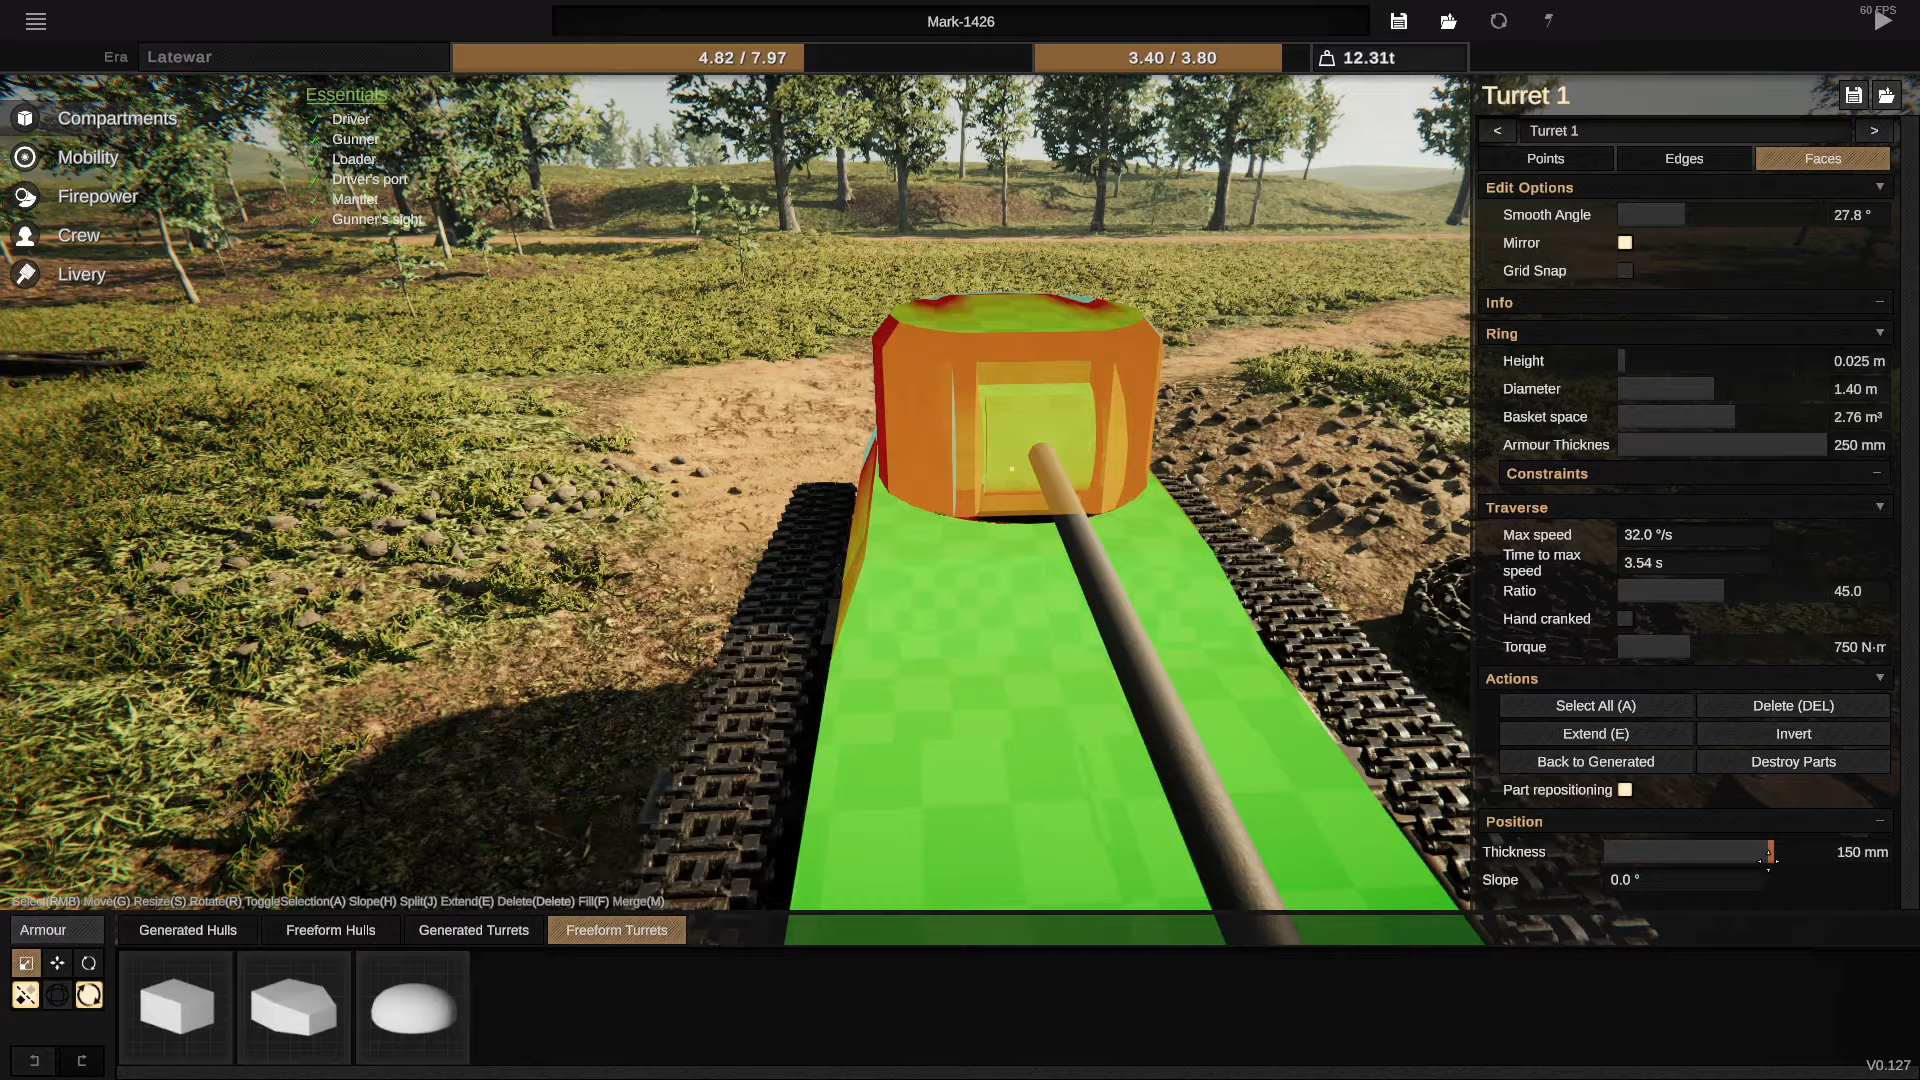 Mark-1426
60 FPS
Era
Latewar
4.82 / 7.97
3.40 / 3.80
12.31t
Compartments
Mobility
Firepower
Crew
Livery
Essentials
Driver
Gunner
Loader
Driver's port
Mantlet
Gunner's sight
Turret 1
< Turret 1 >
Points Edges Faces
Edit Options
Smooth Angle 27.8 °
Mirror
Grid Snap
Info
Ring
Height 0.025 m
Diameter 1.40 m
Basket space 2.76 m³
Armour Thicknes 250 mm
Constraints
Traverse
Max speed 32.0 °/s
Time to max
speed
3.54 s
Ratio 45.0
Hand cranked
Torque 750 N·m
Actions
Select All (A) Delete (DEL)
Extend (E) Invert
Back to Generated Destroy Parts
Part repositioning
Position
Thickness 150 mm
Slope 0.0 °
Select(RMB) Move(G) Resize(S) Rotate(R) ToggleSelection(A) Slope(H) Split(J) Extend(E) Delete(Delete) Fill(F) Merge(M)
Armour
Generated Hulls Freeform Hulls Generated Turrets Freeform Turrets
V0.127